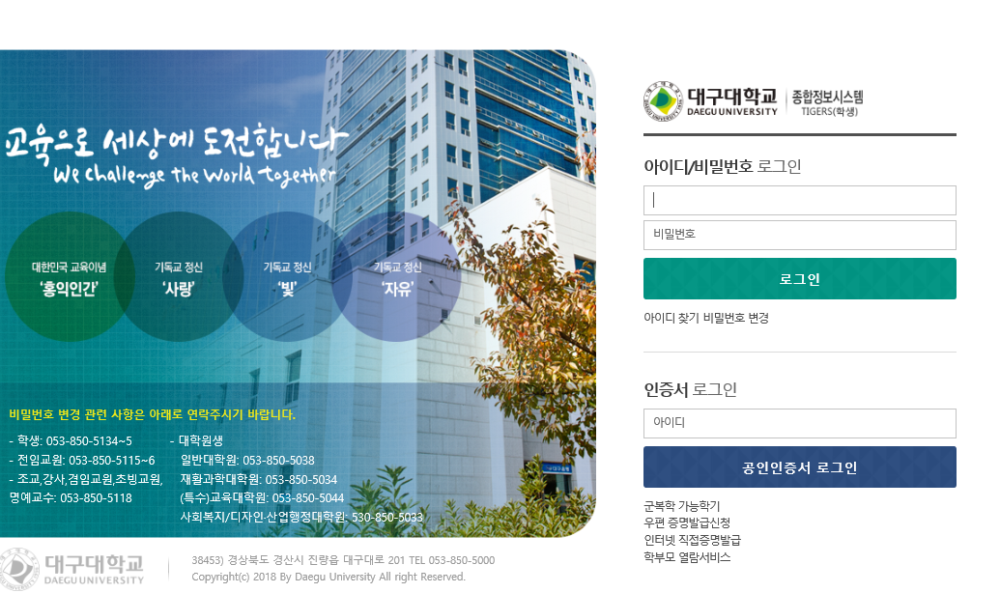 교육으로 세상에 도전합니다
We Challenge the World together
대한민국 교육이념
'홍익인간'
기독교 정신
'사랑'
기독교 정신
'빛'
기독교 정신
'자유'
비밀번호 변경 관련 사항은 아래로 연락주시기 바랍니다.
- 학생: 053-850-5134~5
- 전임교원: 053-850-5115~6
- 조교,강사,겸임교원,초빙교원,
명예교수: 053-850-5118
- 대학원생
일반대학원: 053-850-5038
재활과학대학원: 053-850-5034
(특수)교육대학원: 053-850-5044
사회복지/디자인·산업행정대학원: 530-850-5033
대구대학교
DAEGU UNIVERSITY
38453) 경상북도 경산시 진량읍 대구대로 201 TEL 053-850-5000
Copyright(c) 2018 By Daegu University All right Reserved.
대구대학교
DAEGU UNIVERSITY
종합정보시스템
TIGERS(학생)
아이디/비밀번호 로그인
비밀번호
로그인
아이디 찾기 비밀번호 변경
인증서 로그인
아이디
공인인증서 로그인
군복학 가능학기
우편 증명발급신청
인터넷 직접증명발급
학부모 열람서비스